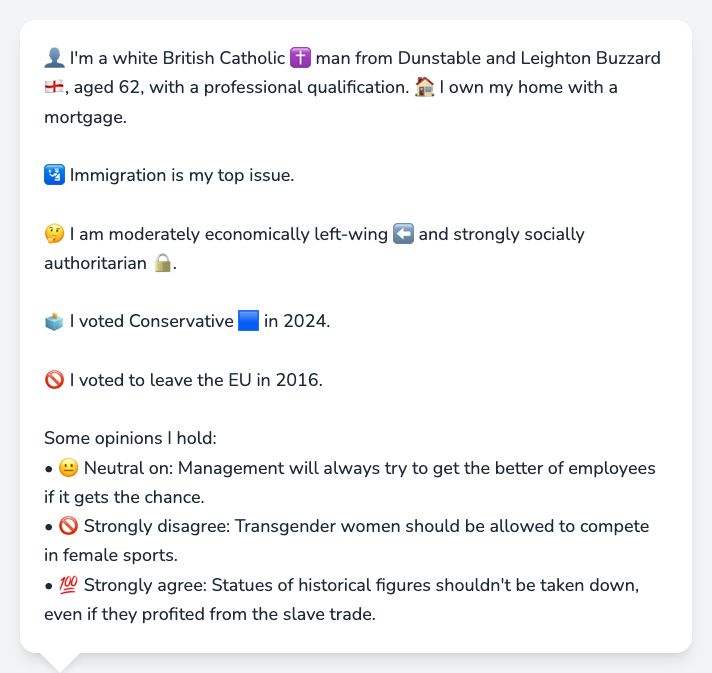 👤 I'm a white British Catholic ✝️ man from Dunstable and Leighton Buzzard
🏴󠁧󠁢󠁥󠁮󠁧󠁿, aged 62, with a professional qualification. 🏠 I own my home with a
mortgage.
🛂 Immigration is my top issue.
🤔 I am moderately economically left-wing ⬅️ and strongly socially
authoritarian 🔒.
🗳️ I voted Conservative 🟦 in 2024.
🚫 I voted to leave the EU in 2016.
Some opinions I hold:
• 😐 Neutral on: Management will always try to get the better of employees
if it gets the chance.
• 🚫 Strongly disagree: Transgender women should be allowed to compete
in female sports.
• 💯 Strongly agree: Statues of historical figures shouldn't be taken down,
even if they profited from the slave trade.